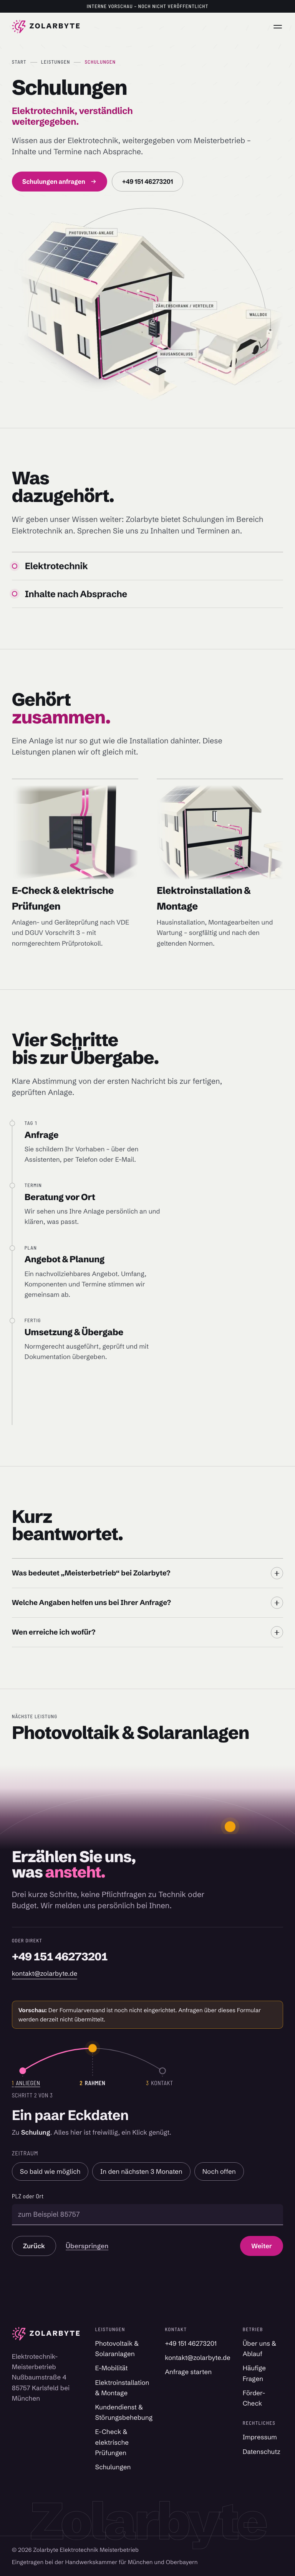 INTERNE VORSCHAU – NOCH NICHT VERÖFFENTLICHT
ZOLARBYTE
START — LEISTUNGEN — SCHULUNGEN
Schulungen
Elektrotechnik, verständlich
weitergegeben.
Wissen aus der Elektrotechnik, weitergegeben vom Meisterbetrieb –
Inhalte und Termine nach Absprache.
Schulungen anfragen →
+49 151 46273201
PHOTOVOLTAIK-ANLAGE
ZÄHLERSCHRANK / VERTEILER
WALLBOX
HAUSANSCHLUSS
Was
dazugehört.
Wir geben unser Wissen weiter: Zolarbyte bietet Schulungen im Bereich
Elektrotechnik an. Sprechen Sie uns zu Inhalten und Terminen an.
Elektrotechnik
Inhalte nach Absprache
Gehört
zusammen.
Eine Anlage ist nur so gut wie die Installation dahinter. Diese
Leistungen planen wir oft gleich mit.
E-Check & elektrische
Prüfungen
Anlagen- und Geräteprüfung nach VDE
und DGUV Vorschrift 3 – mit
normgerechtem Prüfprotokoll.
Elektroinstallation &
Montage
Hausinstallation, Montagearbeiten und
Wartung – sorgfältig und nach den
geltenden Normen.
Vier Schritte
bis zur Übergabe.
Klare Abstimmung von der ersten Nachricht bis zur fertigen,
geprüften Anlage.
TAG 1
Anfrage
Sie schildern Ihr Vorhaben – über den
Assistenten, per Telefon oder E-Mail.
TERMIN
Beratung vor Ort
Wir sehen uns Ihre Anlage persönlich an und
klären, was passt.
PLAN
Angebot & Planung
Ein nachvollziehbares Angebot. Umfang,
Komponenten und Termine stimmen wir
gemeinsam ab.
FERTIG
Umsetzung & Übergabe
Normgerecht ausgeführt, geprüft und mit
Dokumentation übergeben.
Kurz
beantwortet.
Was bedeutet „Meisterbetrieb“ bei Zolarbyte?
Welche Angaben helfen uns bei Ihrer Anfrage?
Wen erreiche ich wofür?
NÄCHSTE LEISTUNG
Photovoltaik & Solaranlagen
Erzählen Sie uns,
was ansteht.
Drei kurze Schritte, keine Pflichtfragen zu Technik oder
Budget. Wir melden uns persönlich bei Ihnen.
ODER DIREKT
+49 151 46273201
kontakt@zolarbyte.de
Vorschau: Der Formularversand ist noch nicht eingerichtet. Anfragen über dieses Formular
werden derzeit nicht übermittelt.
1 ANLIEGEN
2 RAHMEN
3 KONTAKT
SCHRITT 2 VON 3
Ein paar Eckdaten
Zu Schulung. Alles hier ist freiwillig, ein Klick genügt.
ZEITRAUM
So bald wie möglich
In den nächsten 3 Monaten
Noch offen
PLZ oder Ort
zum Beispiel 85757
Zurück
Überspringen
Weiter
ZOLARBYTE
Elektrotechnik-
Meisterbetrieb
Nußbaumstraße 4
85757 Karlsfeld bei
München
LEISTUNGEN
Photovoltaik &
Solaranlagen
E-Mobilität
Elektroinstallation
& Montage
Kundendienst &
Störungsbehebung
E-Check &
elektrische
Prüfungen
Schulungen
KONTAKT
+49 151 46273201
kontakt@zolarbyte.de
Anfrage starten
BETRIEB
Über uns &
Ablauf
Häufige
Fragen
Förder-
Check
RECHTLICHES
Impressum
Datenschutz
Zolarbyte
© 2026 Zolarbyte Elektrotechnik Meisterbetrieb
Eingetragen bei der Handwerkskammer für München und Oberbayern